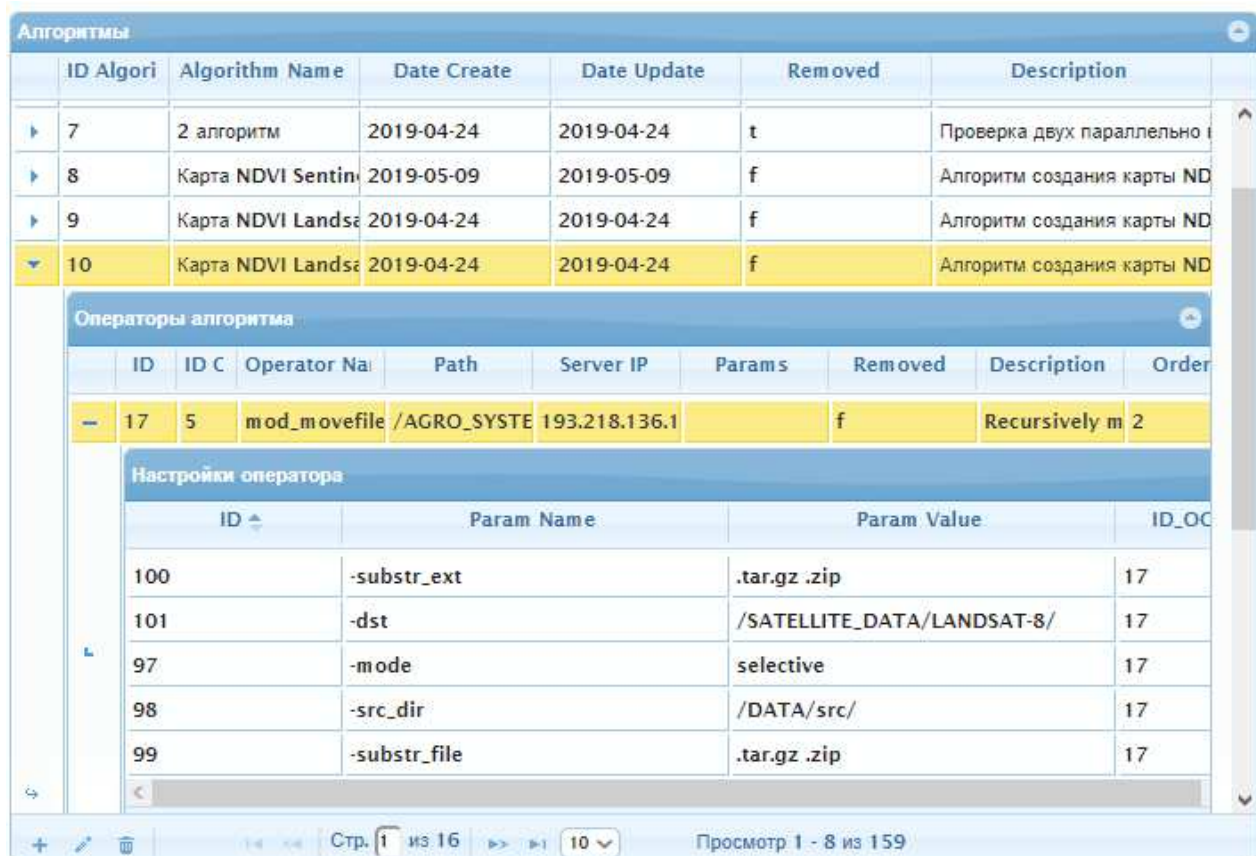 Алгоритмы
ID Algori Algorithm Name Date Create Date Update Removed Description
7 2 алгоритм 2019-04-24 2019-04-24 t Проверка двух параллельно
8 Карта NDVI Sentin 2019-05-09 2019-05-09 f Алгоритм создания карты ND
9 Карта NDVI Landsa 2019-04-24 2019-04-24 f Алгоритм создания карты ND
10 Карта NDVI Landsa 2019-04-24 2019-04-24 f Алгоритм создания карты ND
Операторы алгоритма
ID ID C Operator Na Path Server IP Params Removed Description Order
17 5 mod_movefile /AGRO_SYSTE 193.218.136.1 f Recursively m 2
Настройки оператора
ID Param Name Param Value ID_OC
100 -substr_ext .tar.gz .zip 17
101 -dst /SATELLITE_DATA/LANDSAT-8/ 17
97 -mode selective 17
98 -src_dir /DATA/src/ 17
99 -substr_file .tar.gz .zip 17
Стр. 1 из 16 10 Просмотр 1 - 8 из 159